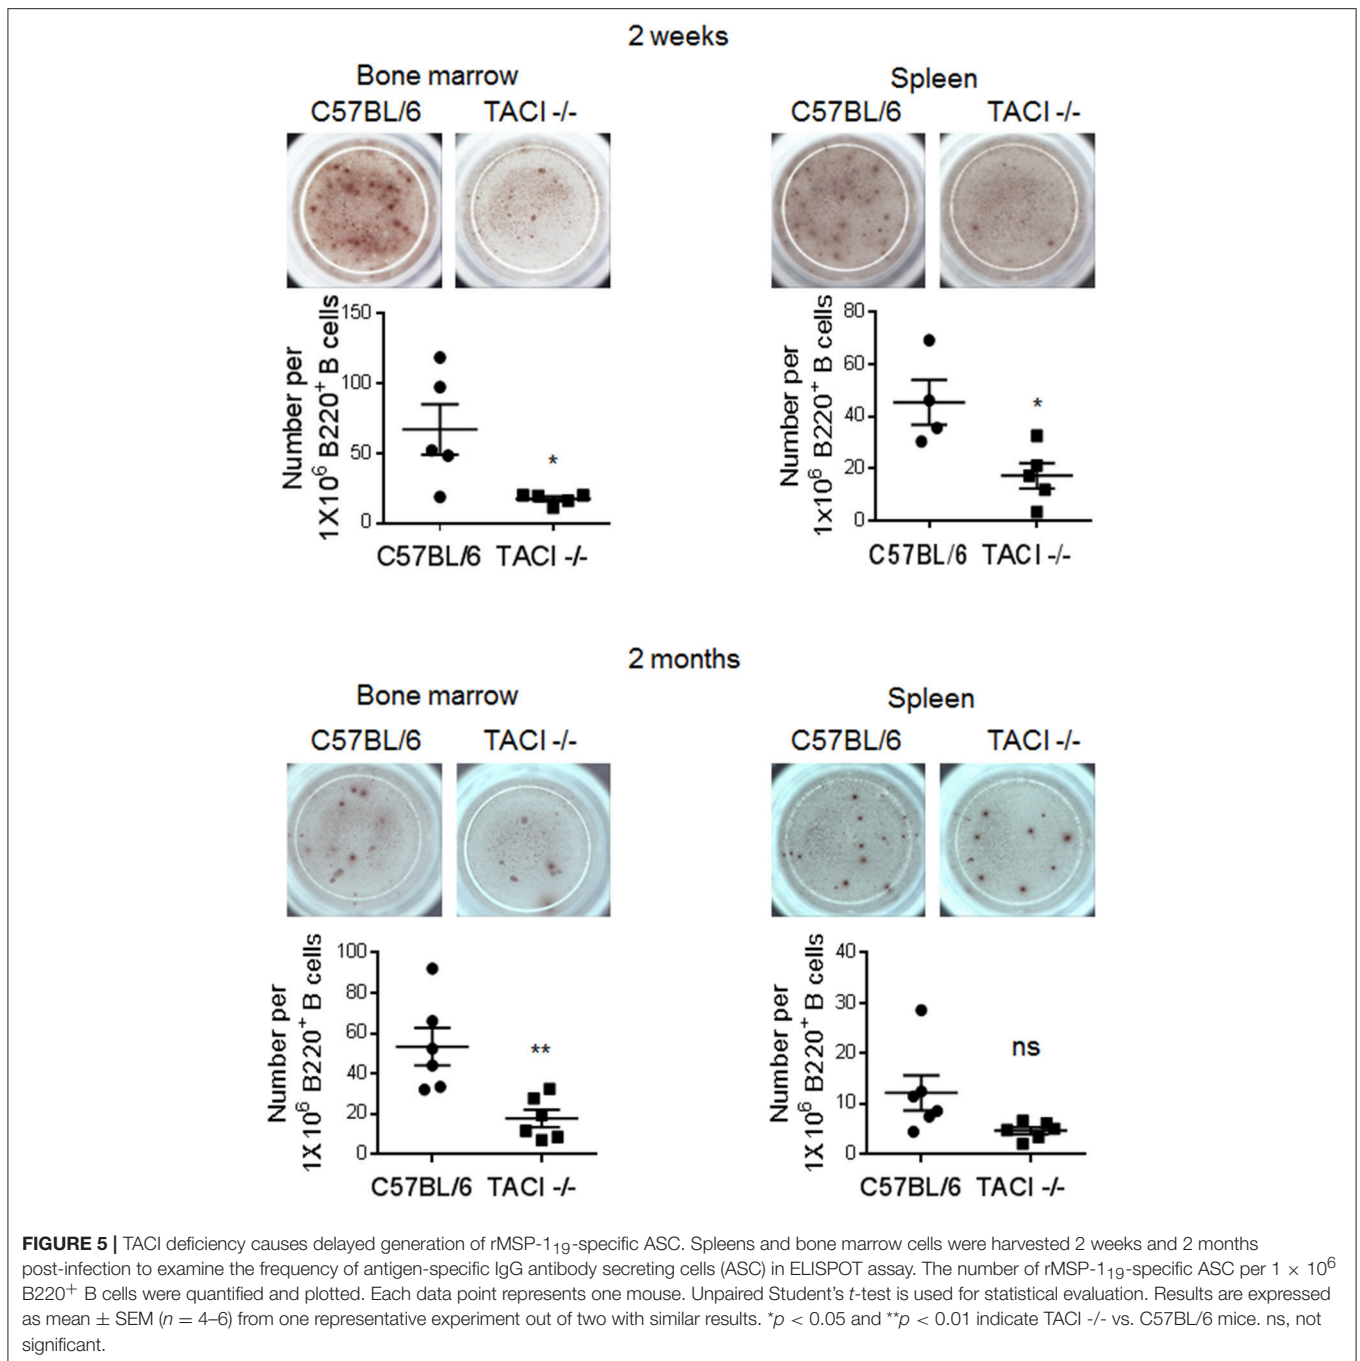 2 weeks
Bone marrow
Spleen
C57BL/6 TACI -/-
C57BL/6 TACI -/-
Number per
1X10⁶ B220⁺ B cells
150
100
50
0
C57BL/6 TACI -/-
*
Number per
1x10⁶ B220⁺ B cells
80
60
40
20
0
C57BL/6 TACI -/-
*
2 months
Bone marrow
Spleen
C57BL/6 TACI -/-
C57BL/6 TACI -/-
Number per
1X10⁶ B220⁺ B cells
100
80
60
40
20
0
C57BL/6 TACI -/-
**
Number per
1X10⁶ B220⁺ B cells
40
30
20
10
0
C57BL/6 TACI -/-
ns
FIGURE 5 | TACI deficiency causes delayed generation of rMSP-1₁₉-specific ASC. Spleens and bone marrow cells were harvested 2 weeks and 2 months
post-infection to examine the frequency of antigen-specific IgG antibody secreting cells (ASC) in ELISPOT assay. The number of rMSP-1₁₉-specific ASC per 1 × 10⁶
B220⁺ B cells were quantified and plotted. Each data point represents one mouse. Unpaired Student's t-test is used for statistical evaluation. Results are expressed
as mean ± SEM (n = 4–6) from one representative experiment out of two with similar results. *p < 0.05 and **p < 0.01 indicate TACI -/- vs. C57BL/6 mice. ns, not
significant.